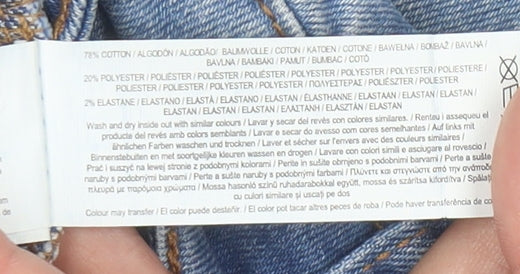 78% COTTON / ALGODÓN / ALGODÃO / BAUMWOLLE / COTON / KATOEN / COTONE / BAWEŁNA / BOMBAŽ / BAVLNA /
BAVLNA / BAMBAKI / PAMUT / BUMBAC / COTÓ
20% POLYESTER / POLIÉSTER / POLIÉSTER / POLYESTER / POLYESTER / POLYESTER / POLIESTERE /
POLIESTER / POLIESTER / POLYESTER / POLYESTER / ΠΟΛΥΕΣΤΕΡΑΣ / POLIÉSZTER / POLIESTER
2% ELASTANE / ELASTANO / ELASTÀ / ELASTANO / ELASTAN / ÉLASTHANNE / ELASTAAN / ELASTAN / ELASTAN /
ELASTAN / ELASTAN / ELASTAN / ΕΛΑΣΤΑΝΗ / ELASZTÁN / ELASTAN
Wash and dry inside out with similar colours / Lavar y secar del revés con colores similares. / Renteu i assequeu el
producte del revés amb colors semblants / Lavar e secar do avesso com cores semelhantes / Auf links mit
ähnlichen Farben waschen und trocknen / Laver et sécher sur l'envers avec des couleurs similaires /
Binnenstebuiten en met soortgelijke kleuren wassen en drogen / Lavare con colori simili e asciugare al rovescio /
Prać i suszyć na lewej stronie z podobnymi kolorami / Perite in sušite obrnjeno s podobnimi barvami / Perte a sušte
naruby s podobnými barvami / Perte a sušte naruby s podobnými farbami / Πλύνετε και στεγνώστε από την ανάποδη
πλευρά με παρόμοια χρώματα / Mossa hasonló színű ruhadarabokkal együtt, mossa és szárítsa kifordítva / Spălați
cu culori similare și uscați pe dos
Colour may transfer / El color puede desteñir. / El color pot tacar altres peces de roba / Pode haver transferência de co